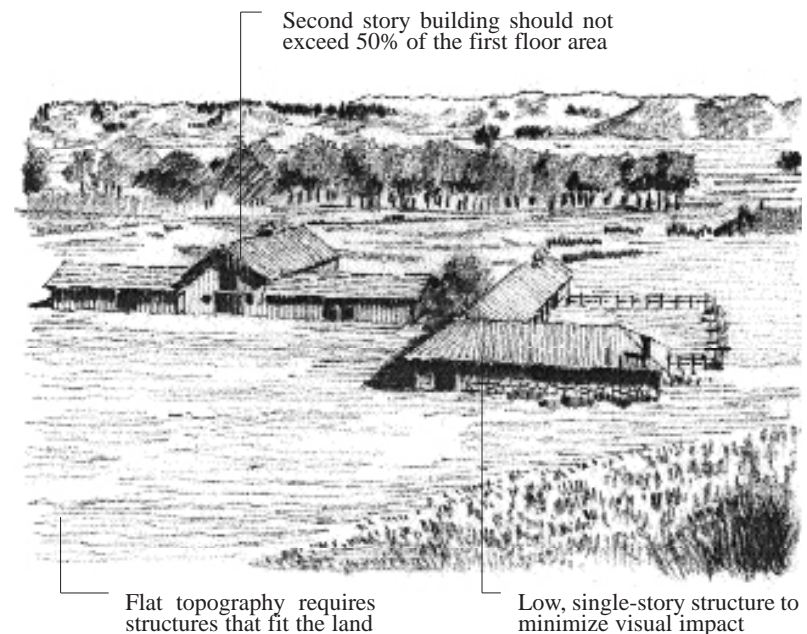 Second story building should not
exceed 50% of the first floor area
Flat topography requires
structures that fit the land
Low, single-story structure to
minimize visual impact